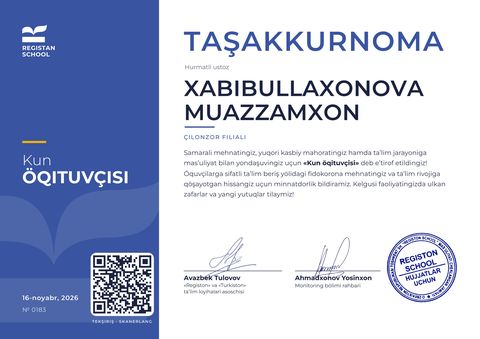 REGISTAN
SCHOOL
Kun
ÖQITUVÇISI
16-noyabr, 2026
№ 0183
TEKŞIRIŞ - SKANERLANG
TAŞAKKURNOMA
Hurmatli ustoz
XABIBULLAXONOVA
MUAZZAMXON
ÇILONZOR FILIALI
Samarali mehnatingiz, yuqori kasbiy mahoratingiz hamda ta'lim jarayoniga
mas'uliyat bilan yondaşuvingiz uçun «Kun öqituvçisi» deb e'tirof etildingiz!
Öquvçilarga sifatli ta'lim beriş yölidagi fidokorona mehnatingiz va ta'lim rivojiga
qöşayotgan hissangiz uçun minnatdorlik bildiramiz. Kelgusi faoliyatingizda ulkan
zafarlar va yangi yutuqlar tilaymiz!
Avazbek Tulovov
«Registon» va «Turkiston»
ta'lim loyihalari asoschisi
Ahmadxonov Yosinxon
Monitoring bölimi rahbari
REGISTON
SCHOOL
HUJJATLAR
UCHUN